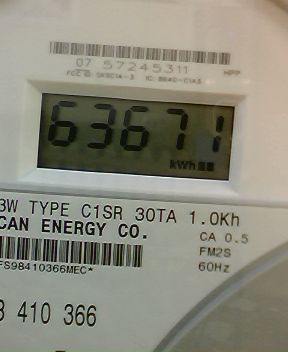 07 57245311
HPP
63671
kWh
3W TYPE C1SR 30TA 1.0Kh
CAN ENERGY CO.
CA 0.5
FM2S
60Hz
FS98410366MEC*
410 366